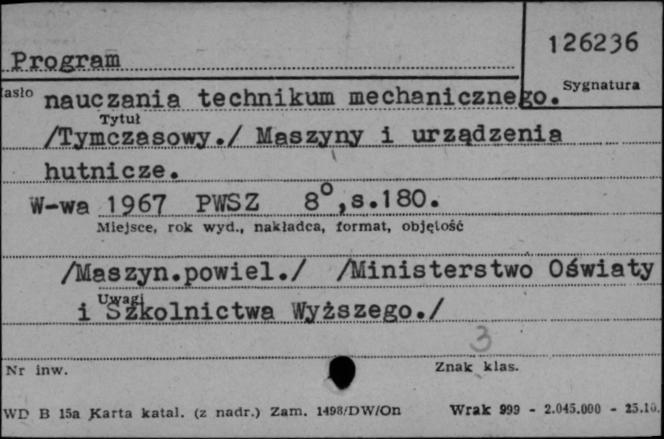 126236
Program
Sygnatura
nauczania technikum mechanicznego.
Tytuł
/Tymczasowy./ Maszyny i urządzenia
hutnicze.
W-wa 1967 PWSZ 8°,s.180.
Miejsce, rok wyd., nakładca, format, objętość
/Maszyn.powiel./ /Ministerstwo Oświaty
Uwagi
i Szkolnictwa Wyższego./
3
Nr inw.
Znak klas.
WD B 15a Karta katal. (z nadr.) Zam. 1498/DW/On Wrak 999 - 2.045.000 - 25.10.